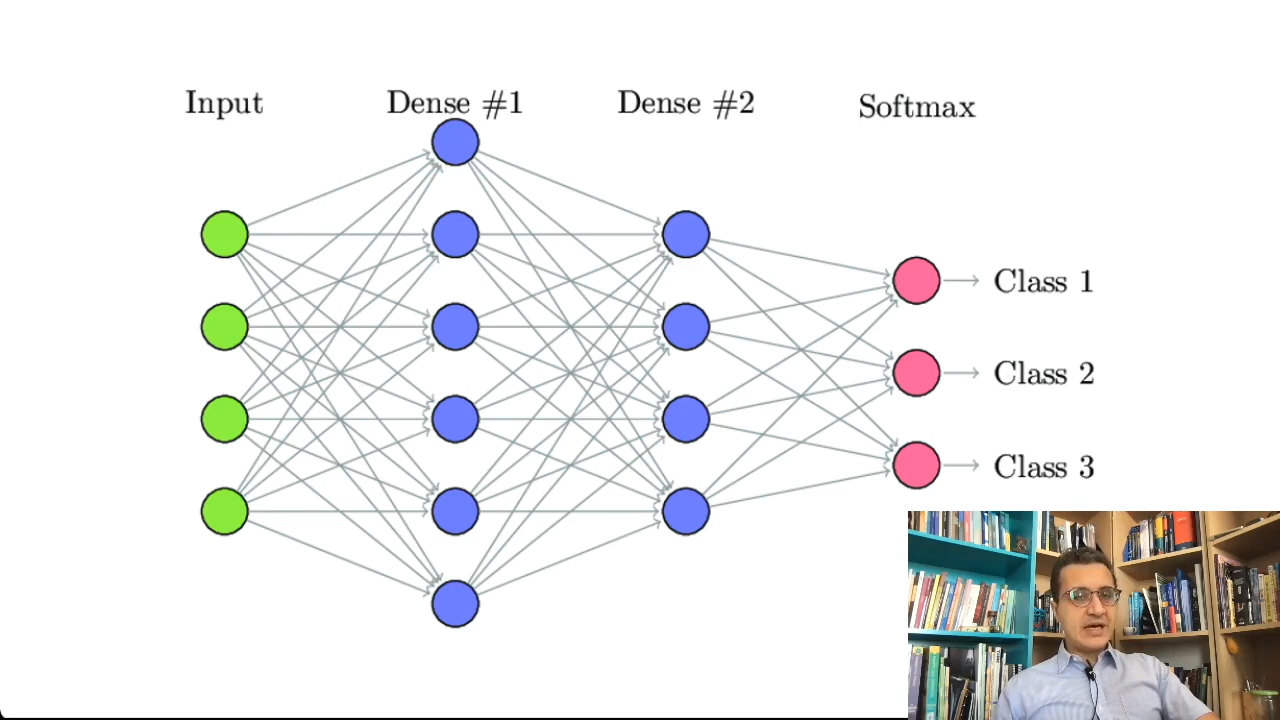 Input
Dense #1
Dense #2
Softmax
Class 1
Class 2
Class 3